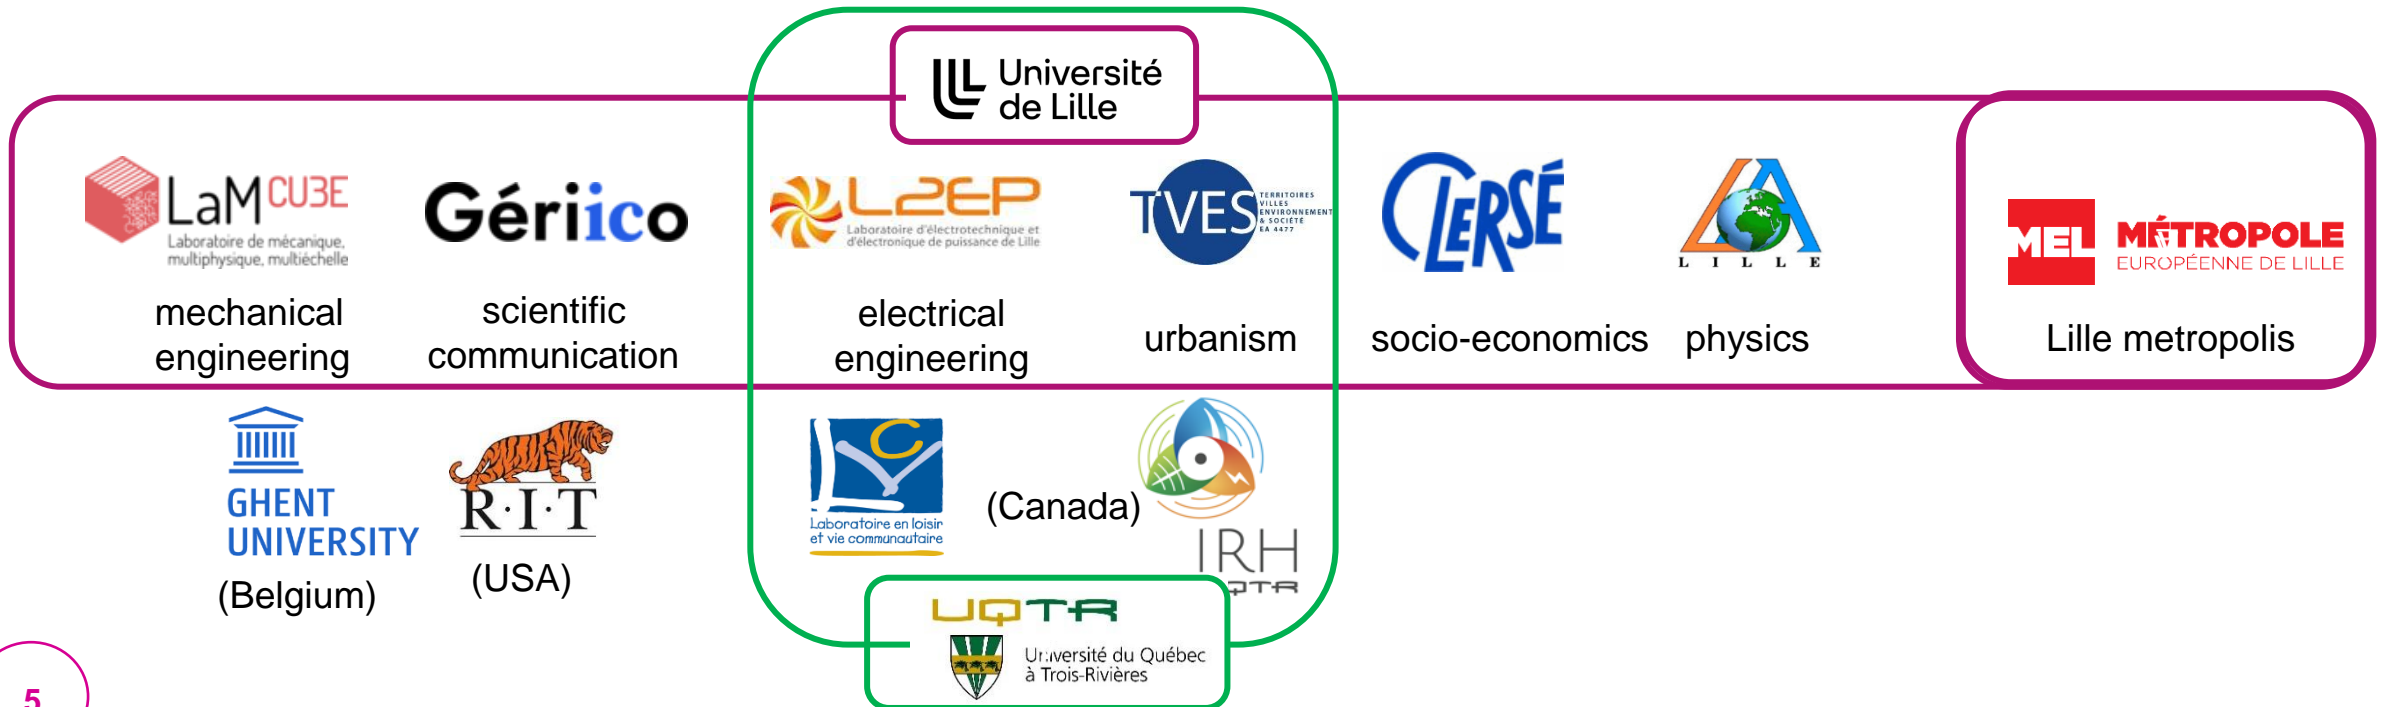 Université
de Lille
LaMCU3E
Laboratoire de mécanique,
multiphysique, multiéchelle
Gériico
L2EP
Laboratoire d'électrotechnique et
d'électronique de puissance de Lille
TVES
TERRITOIRES
VILLES
ENVIRONNEMENT
& SOCIÉTÉ
EA 4477
CLERSÉ
LILLE
MEL
MÉTROPOLE
EUROPÉENNE DE LILLE
mechanical
engineering
scientific
communication
electrical
engineering
urbanism
socio-economics
physics
Lille metropolis
GHENT
UNIVERSITY
(Belgium)
R·I·T
(USA)
Laboratoire en loisir
et vie communautaire
(Canada)
IRH
QTR
UQTR
Université du Québec
à Trois-Rivières
5